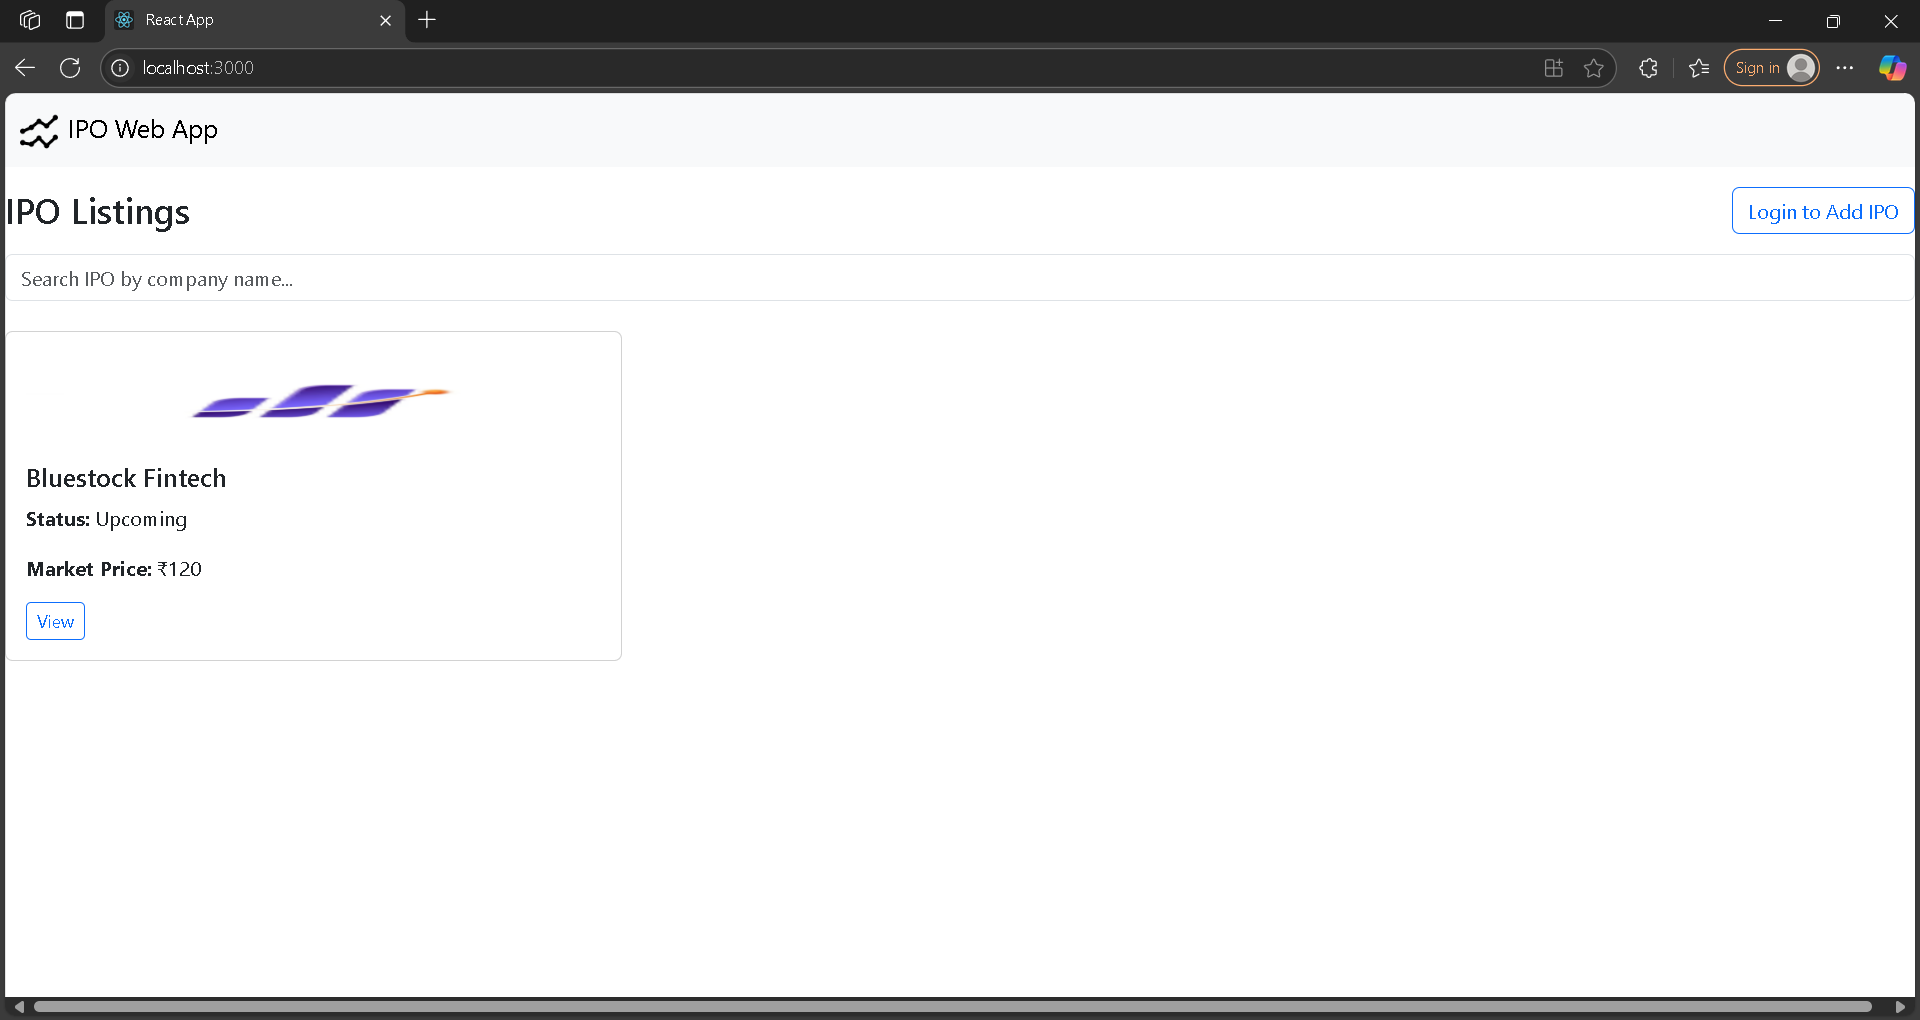 React App
localhost:3000
Sign in
IPO Web App
IPO Listings
Login to Add IPO
Search IPO by company name...
Bluestock Fintech
Status: Upcoming
Market Price: ₹120
View